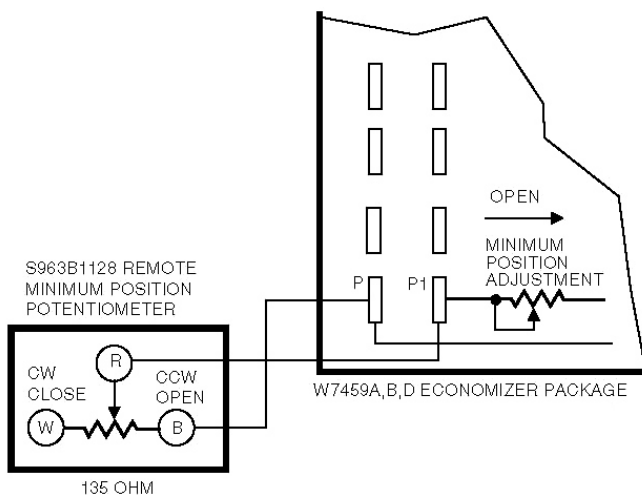 OPEN
MINIMUM
POSITION
ADJUSTMENT
P
P1
S963B1128 REMOTE
MINIMUM POSITION
POTENTIOMETER
R
CW
CLOSE
CCW
OPEN
W
B
W7459A,B,D ECONOMIZER PACKAGE
135 OHM